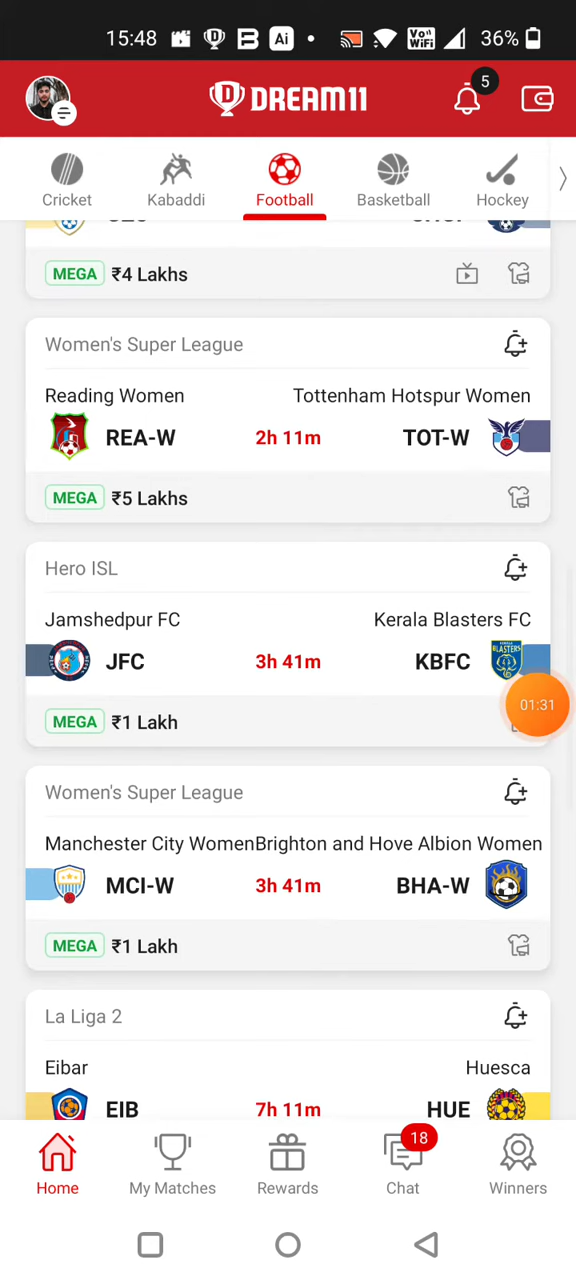 15:48 Ai Vo)) WiFi 36%
DREAM11 5
Cricket Kabaddi Football Basketball Hockey
MEGA ₹4 Lakhs
Women's Super League
Reading Women Tottenham Hotspur Women
REA-W 2h 11m TOT-W
MEGA ₹5 Lakhs
Hero ISL
Jamshedpur FC Kerala Blasters FC
JFC 3h 41m KBFC
MEGA ₹1 Lakh 01:31
Women's Super League
Manchester City WomenBrighton and Hove Albion Women
MCI-W 3h 41m BHA-W
MEGA ₹1 Lakh
La Liga 2
Eibar Huesca
EIB 7h 11m HUE
18
Home My Matches Rewards Chat Winners